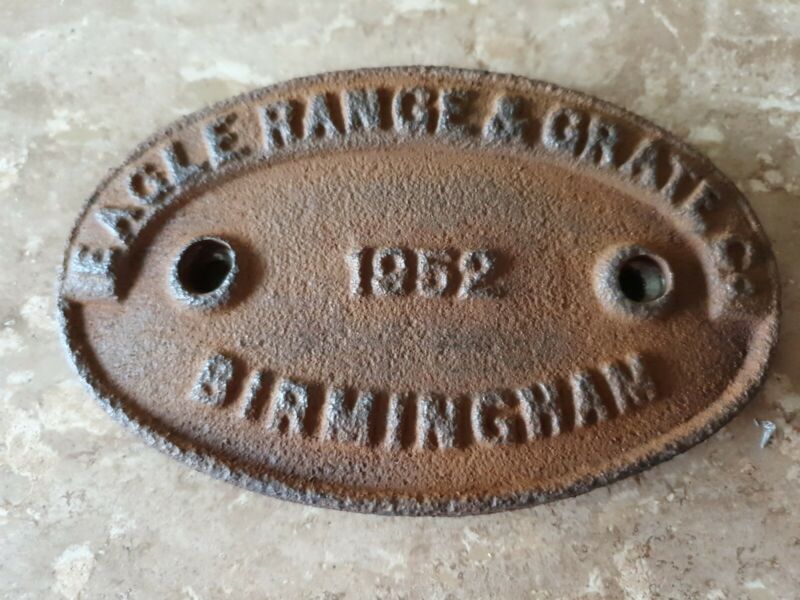 EAGLE RANGE & GRATE Co
1952
BIRMINGHAM